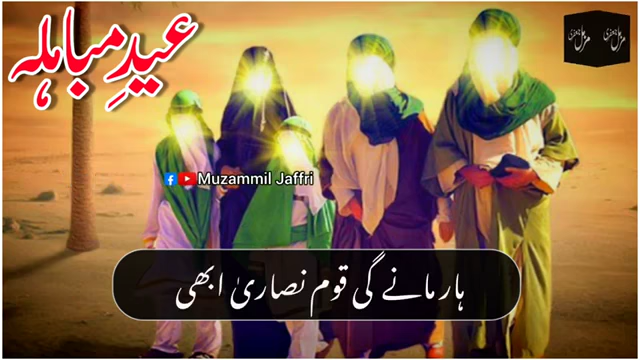 عیدِ مباہلہ
Muzammil Jaffri
ہار مانے گی قوم نصاریٰ ابھی